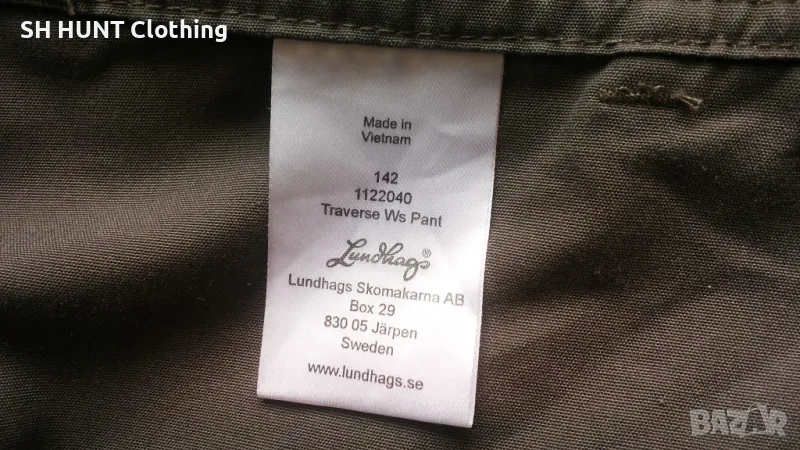 SH HUNT Clothing
Made in
Vietnam
142
1122040
Traverse Ws Pant
Lundhags®
Lundhags Skomakarna AB
Box 29
830 05 Järpen
Sweden
www.lundhags.se
BAZAR